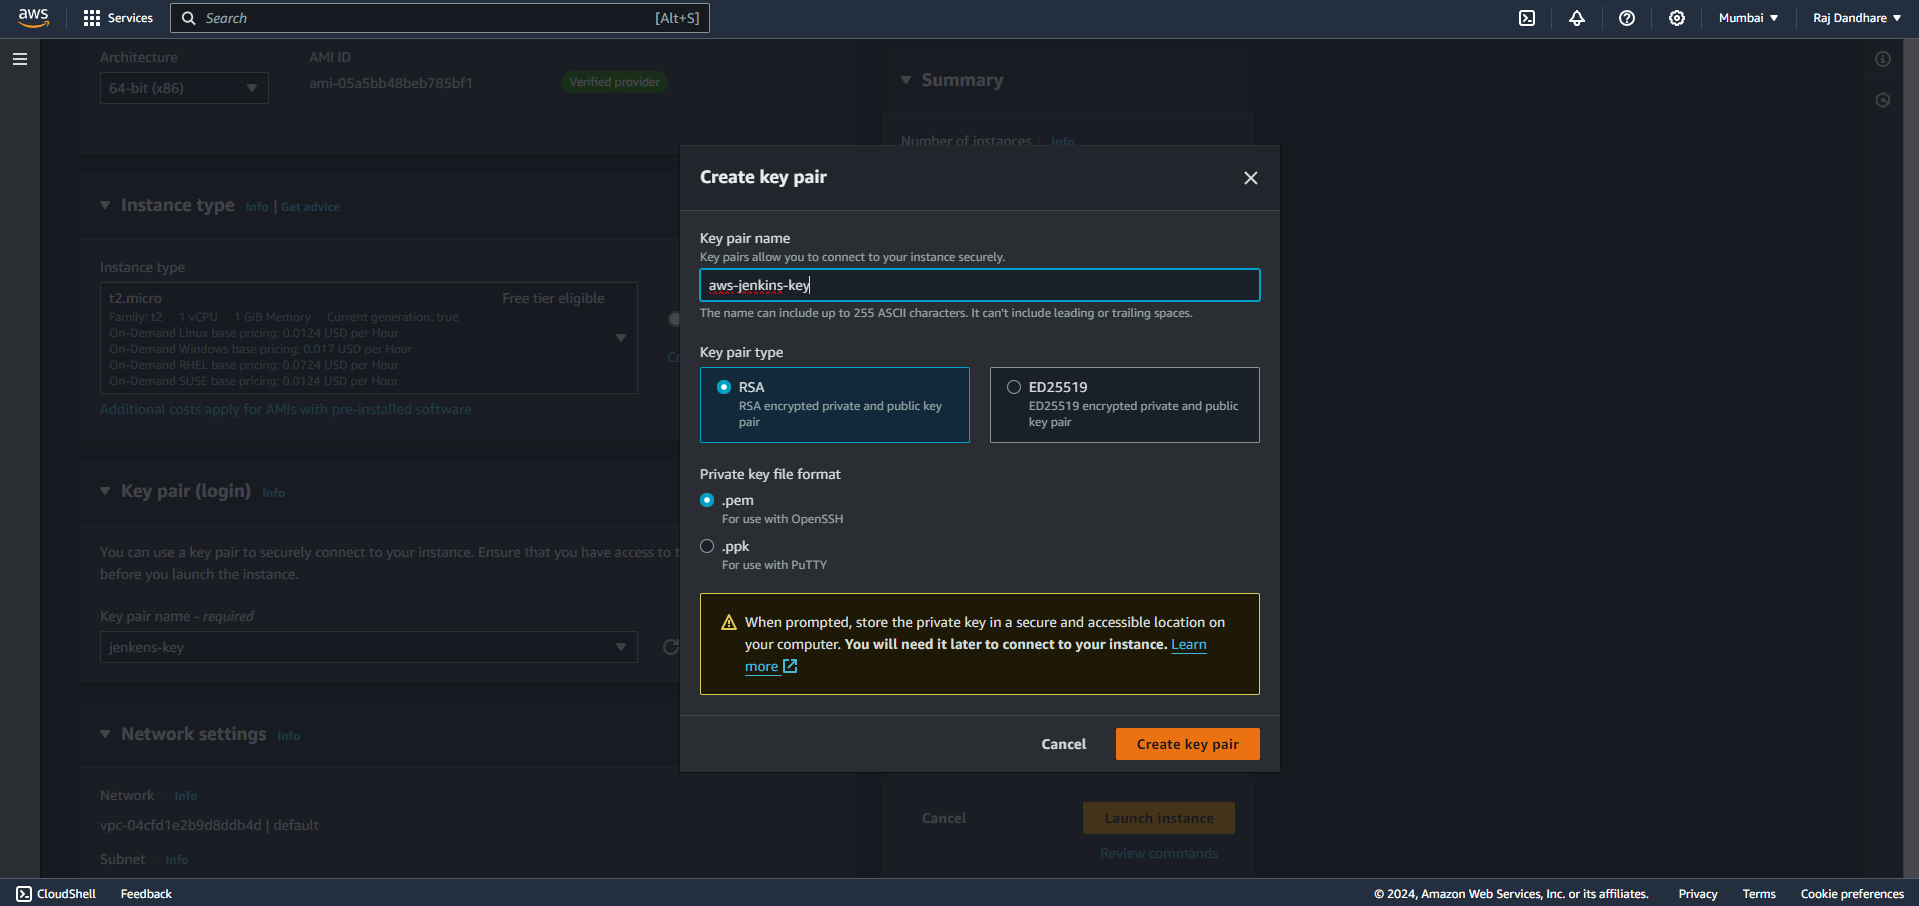 aws
Services
Search
[Alt+S]
Mumbai ▼
Raj Dandhare ▼
Architecture
AMI ID
64-bit (x86)
ami-05a5bb48beb785bf1
Verified provider
Instance type Info | Get advice
Instance type
t2.micro
Free tier eligible
Family: t2 1 vCPU 1 GiB Memory Current generation: true
On-Demand Linux base pricing: 0.0124 USD per Hour
On-Demand Windows base pricing: 0.017 USD per Hour
On-Demand RHEL base pricing: 0.0724 USD per Hour
On-Demand SUSE base pricing: 0.0124 USD per Hour
Additional costs apply for AMIs with pre-installed software
Key pair (login) Info
You can use a key pair to securely connect to your instance. Ensure that you have access to t
before you launch the instance.
Key pair name - required
jenkens-key
Network settings Info
Network Info
vpc-04cfd1e2b9d8ddb4d | default
Subnet Info
Summary
Number of instances Info
Create key pair
Key pair name
Key pairs allow you to connect to your instance securely.
aws-jenkins-key
The name can include up to 255 ASCII characters. It can't include leading or trailing spaces.
Key pair type
RSA
RSA encrypted private and public key
pair
ED25519
ED25519 encrypted private and public
key pair
Private key file format
.pem
For use with OpenSSH
.ppk
For use with PuTTY
When prompted, store the private key in a secure and accessible location on
your computer. You will need it later to connect to your instance. Learn
more
Cancel
Create key pair
Cancel
Launch instance
Review commands
CloudShell
Feedback
© 2024, Amazon Web Services, Inc. or its affiliates.
Privacy
Terms
Cookie preferences